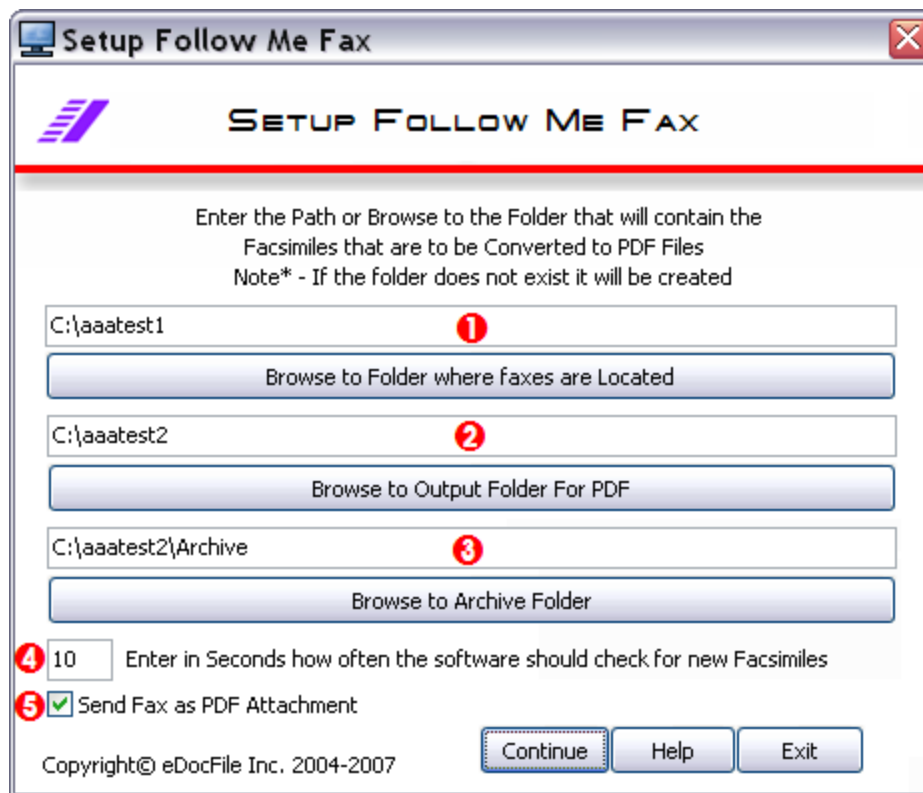 Setup Follow Me Fax
Setup Follow Me Fax
Enter the Path or Browse to the Folder that will contain the
Facsimiles that are to be Converted to PDF Files
Note* - If the folder does not exist it will be created
C:\aaatest1 1
Browse to Folder where faxes are Located
C:\aaatest2 2
Browse to Output Folder For PDF
C:\aaatest2\Archive 3
Browse to Archive Folder
4 10 Enter in Seconds how often the software should check for new Facsimiles
5 Send Fax as PDF Attachment
Copyright© eDocFile Inc. 2004-2007 Continue Help Exit